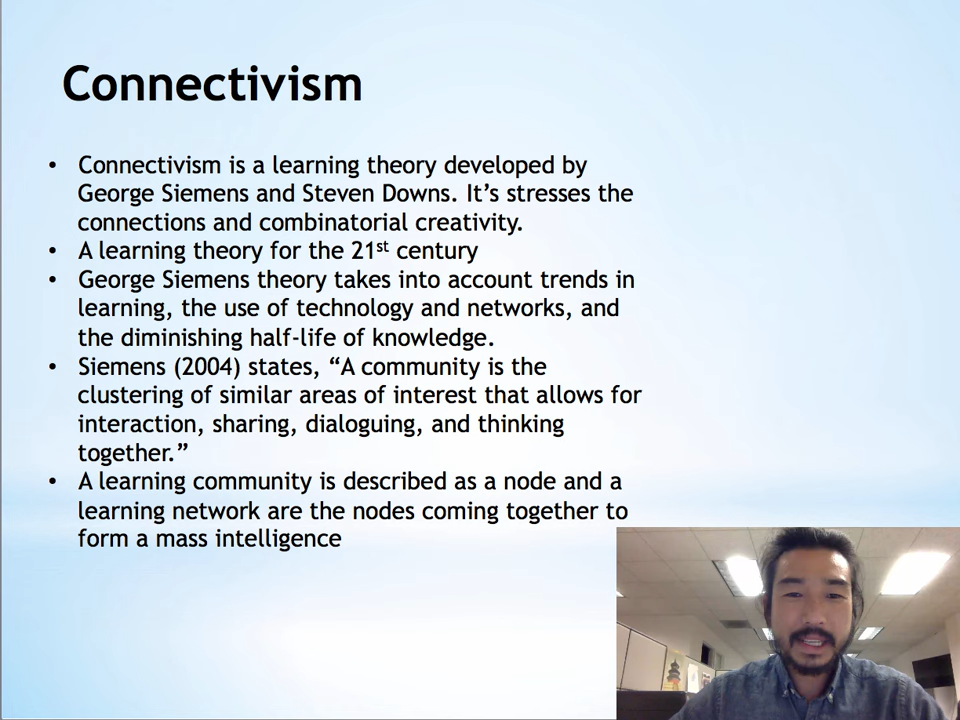 Connectivism
• Connectivism is a learning theory developed by
George Siemens and Steven Downs. It’s stresses the
connections and combinatorial creativity.
• A learning theory for the 21st century
• George Siemens theory takes into account trends in
learning, the use of technology and networks, and
the diminishing half-life of knowledge.
• Siemens (2004) states, “A community is the
clustering of similar areas of interest that allows for
interaction, sharing, dialoguing, and thinking
together.”
• A learning community is described as a node and a
learning network are the nodes coming together to
form a mass intelligence